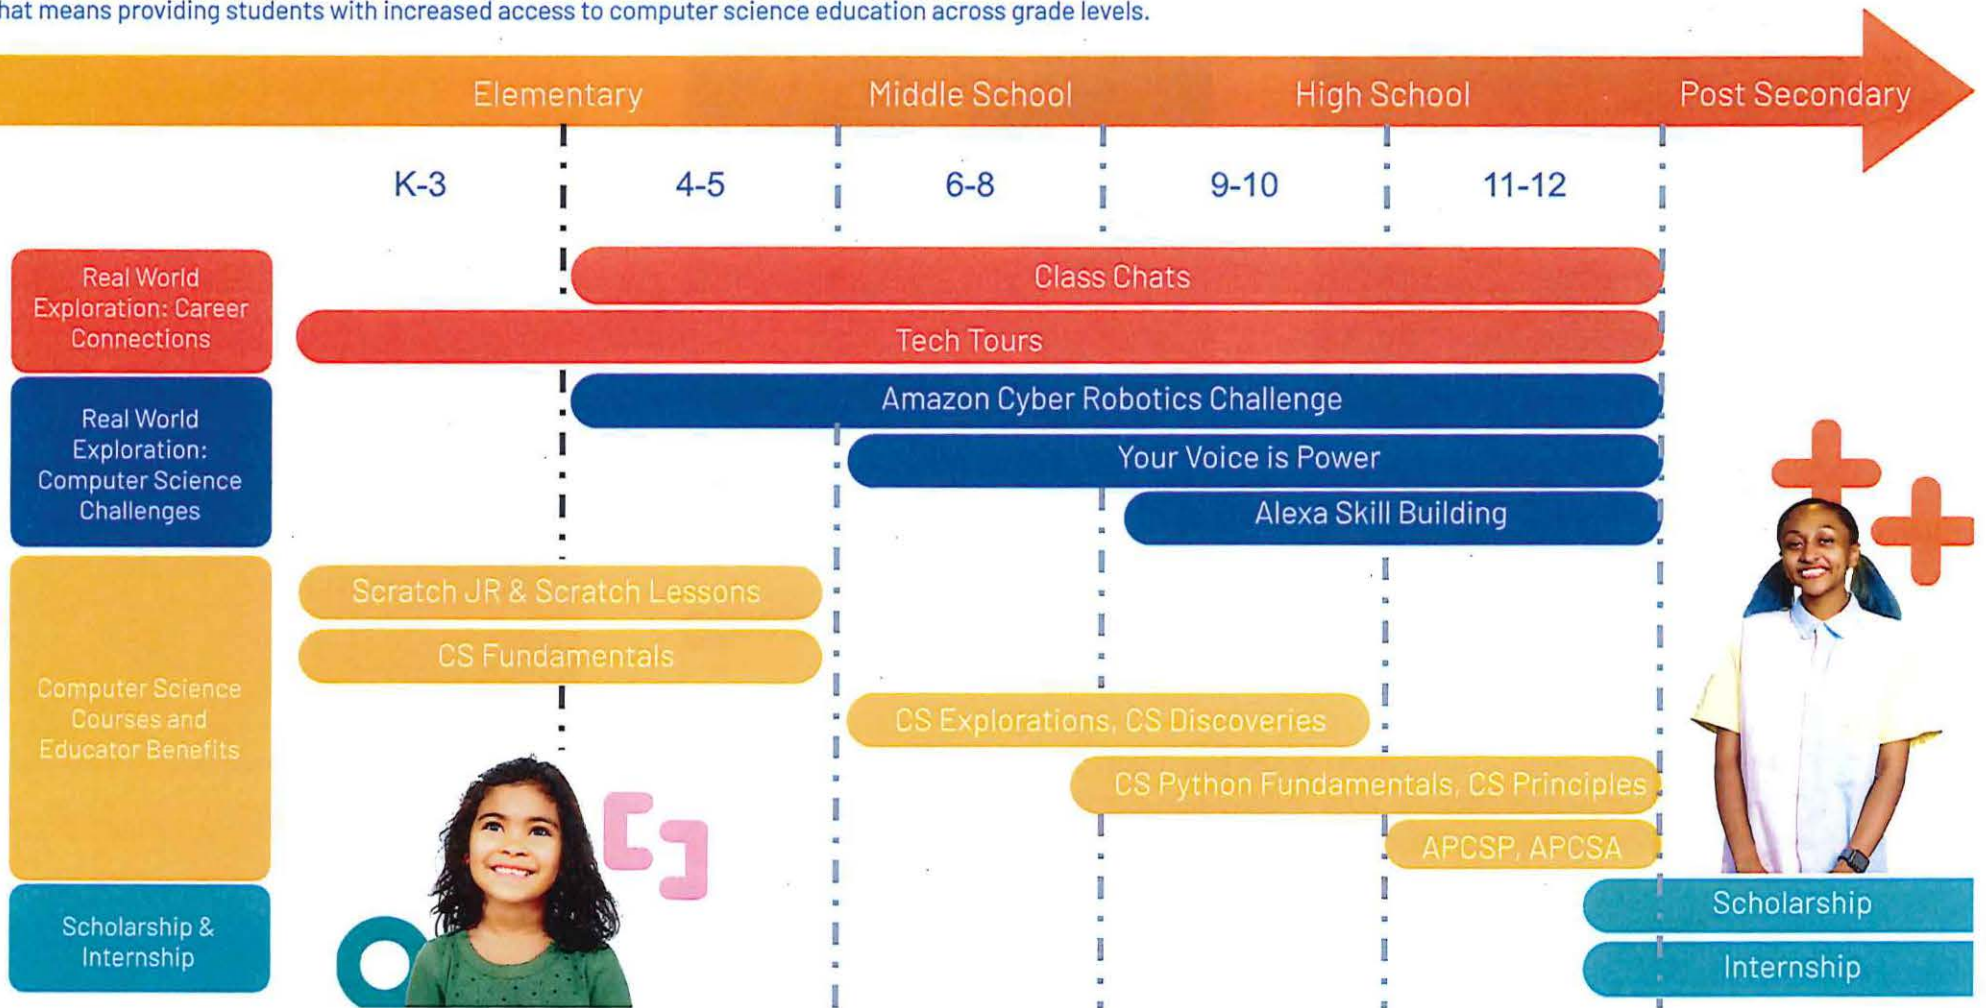 hat means providing students with increased access to computer science education across grade levels.
Elementary
Middle School
High School
Post Secondary
K-3
4-5
6-8
9-10
11-12
Real World
Exploration: Career
Connections
Class Chats
Tech Tours
Real World
Exploration:
Computer Science
Challenges
Amazon Cyber Robotics Challenge
Your Voice is Power
Alexa Skill Building
Computer Science
Courses and
Educator Benefits
Scratch JR & Scratch Lessons
CS Fundamentals
CS Explorations, CS Discoveries
CS Python Fundamentals, CS Principles
APCSP, APCSA
Scholarship &
Internship
Scholarship
Internship